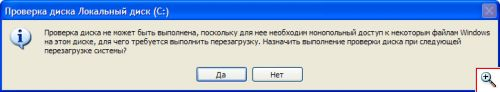 Проверка диска Локальный диск (C:)
Проверка диска не может быть выполнена, поскольку для нее необходим монопольный доступ к некоторым файлам Windows
на этом диске, для чего требуется выполнить перезагрузку. Назначить выполнение проверки диска при следующей
перезагрузке системы?
Да
Нет